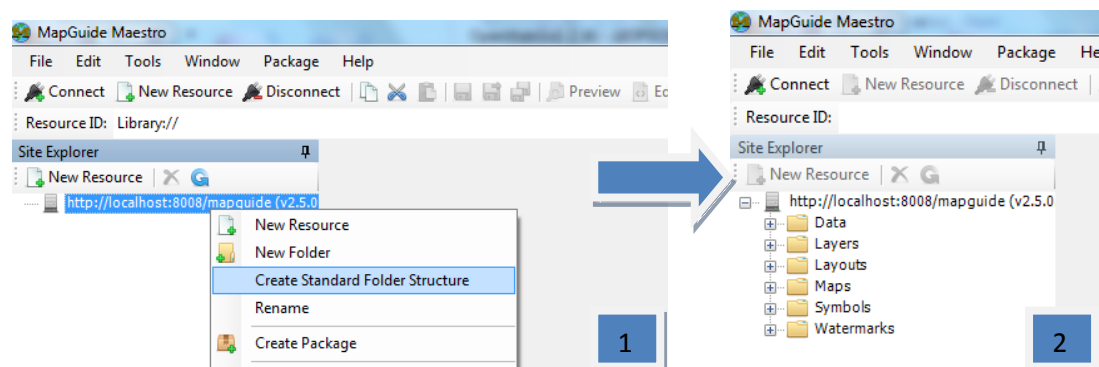 MapGuide Maestro
File Edit Tools Window Package Help
Connect New Resource Disconnect Preview Ec
Resource ID: Library://
Site Explorer
New Resource
http://localhost:8008/mapguide (v2.5.0
New Resource
New Folder
Create Standard Folder Structure
Rename
Create Package
1
MapGuide Maestro
File Edit Tools Window Package He
Connect New Resource Disconnect
Resource ID:
Site Explorer
New Resource
http://localhost:8008/mapguide (v2.5.0
Data
Layers
Layouts
Maps
Symbols
Watermarks
2